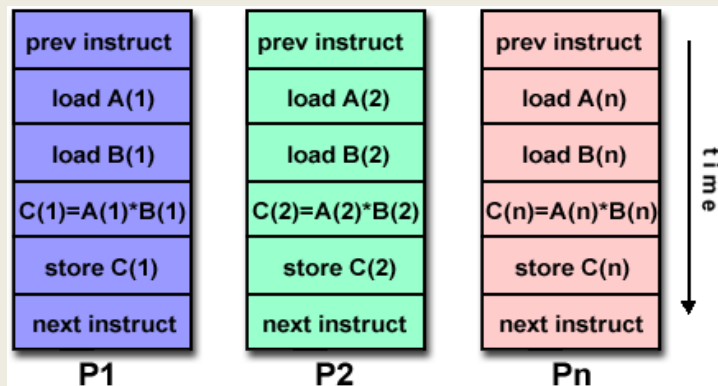 prev instruct
load A(1)
load B(1)
C(1)=A(1)*B(1)
store C(1)
next instruct
P1
prev instruct
load A(2)
load B(2)
C(2)=A(2)*B(2)
store C(2)
next instruct
P2
prev instruct
load A(n)
load B(n)
C(n)=A(n)*B(n)
store C(n)
next instruct
Pn
time